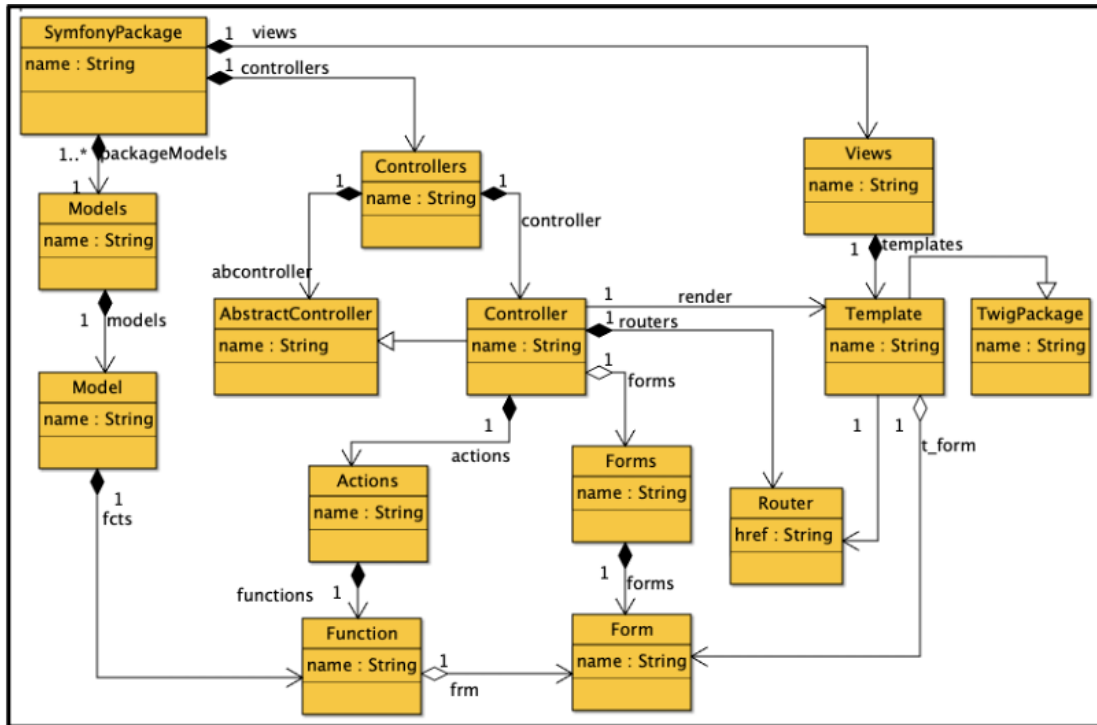 SymfonyPackage
name : String
1 views
1 controllers
1..* packageModels
1
Models
name : String
1 models
Model
name : String
1
fcts
Controllers
name : String
1
1
controller
abcontroller
AbstractController
name : String
Controller
name : String
1 render
1 routers
1
forms
1
actions
Views
name : String
1 templates
Template
name : String
TwigPackage
name : String
1
1
t_form
Actions
name : String
functions 1
Forms
name : String
1 forms
Router
href : String
Function
name : String
1
frm
Form
name : String